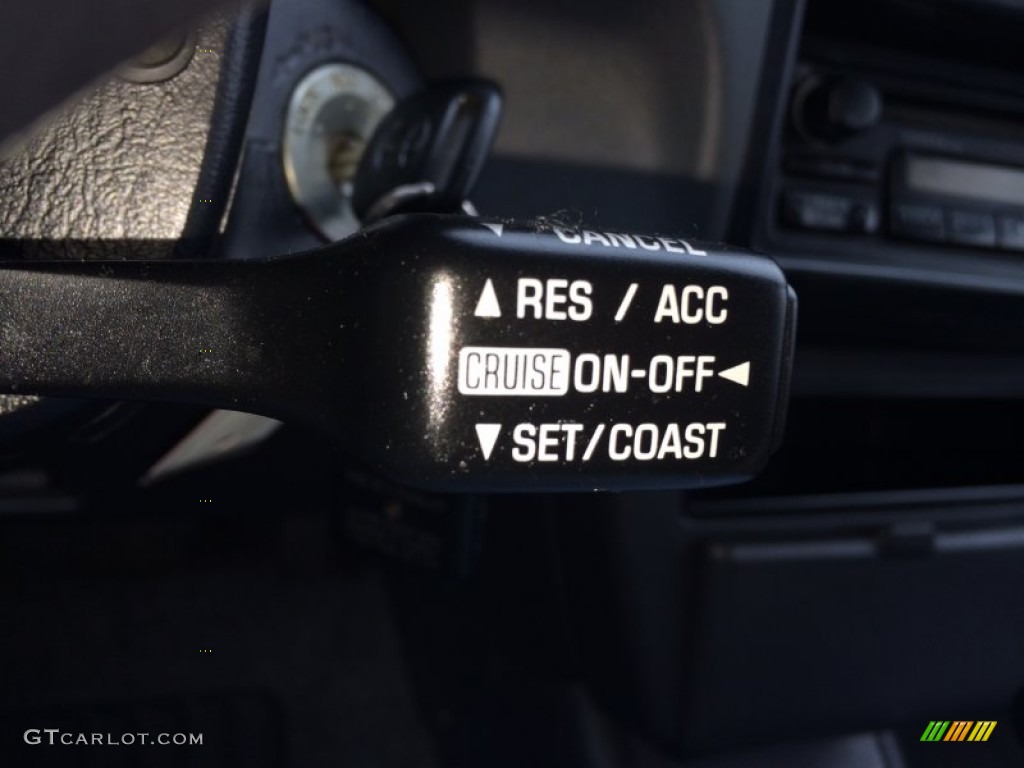 CANCEL
▲ RES / ACC
CRUISE ON-OFF ◄
▼ SET/COAST
GTCARLOT.COM